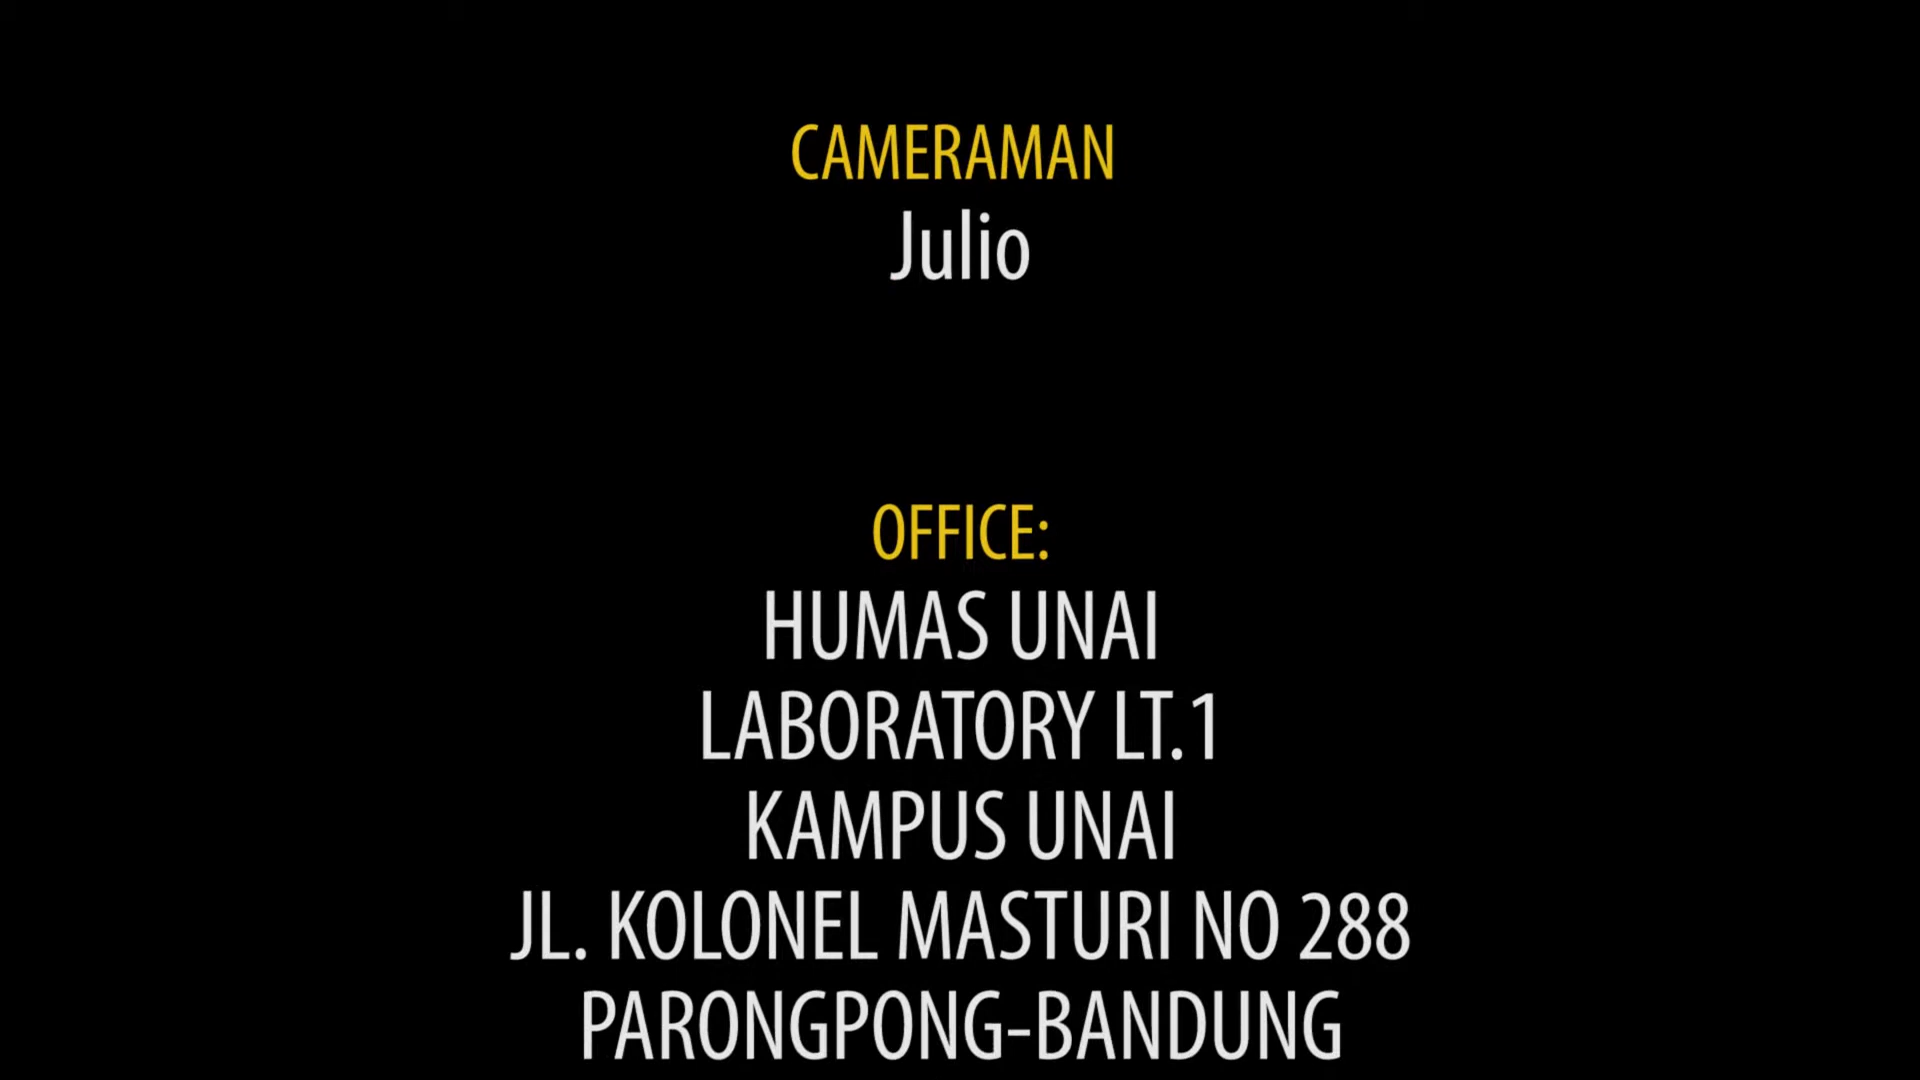 CAMERAMAN
Julio
OFFICE:
HUMAS UNAI
LABORATORY LT.1
KAMPUS UNAI
JL. KOLONEL MASTURI NO 288
PARONGPONG-BANDUNG